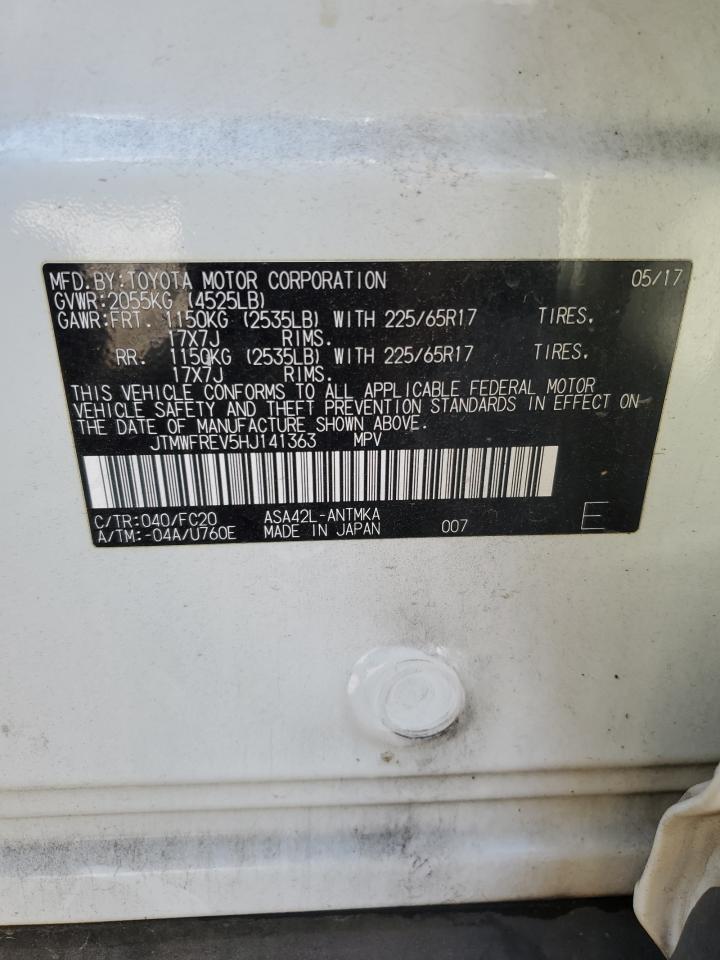 MFD.BY:TOYOTA MOTOR CORPORATION 05/17
GVWR:2055KG (4525LB)
GAWR:FRT. 1150KG (2535LB) WITH 225/65R17 TIRES.
17X7J RIMS.
RR. 1150KG (2535LB) WITH 225/65R17 TIRES.
17X7J RIMS.
THIS VEHICLE CONFORMS TO ALL APPLICABLE FEDERAL MOTOR
VEHICLE SAFETY AND THEFT PREVENTION STANDARDS IN EFFECT ON
THE DATE OF MANUFACTURE SHOWN ABOVE.
JTMWFREV5HJ141363 MPV
C/TR:040/FC20 ASA42L-ANTMKA
A/TM:-04A/U760E MADE IN JAPAN 007 E